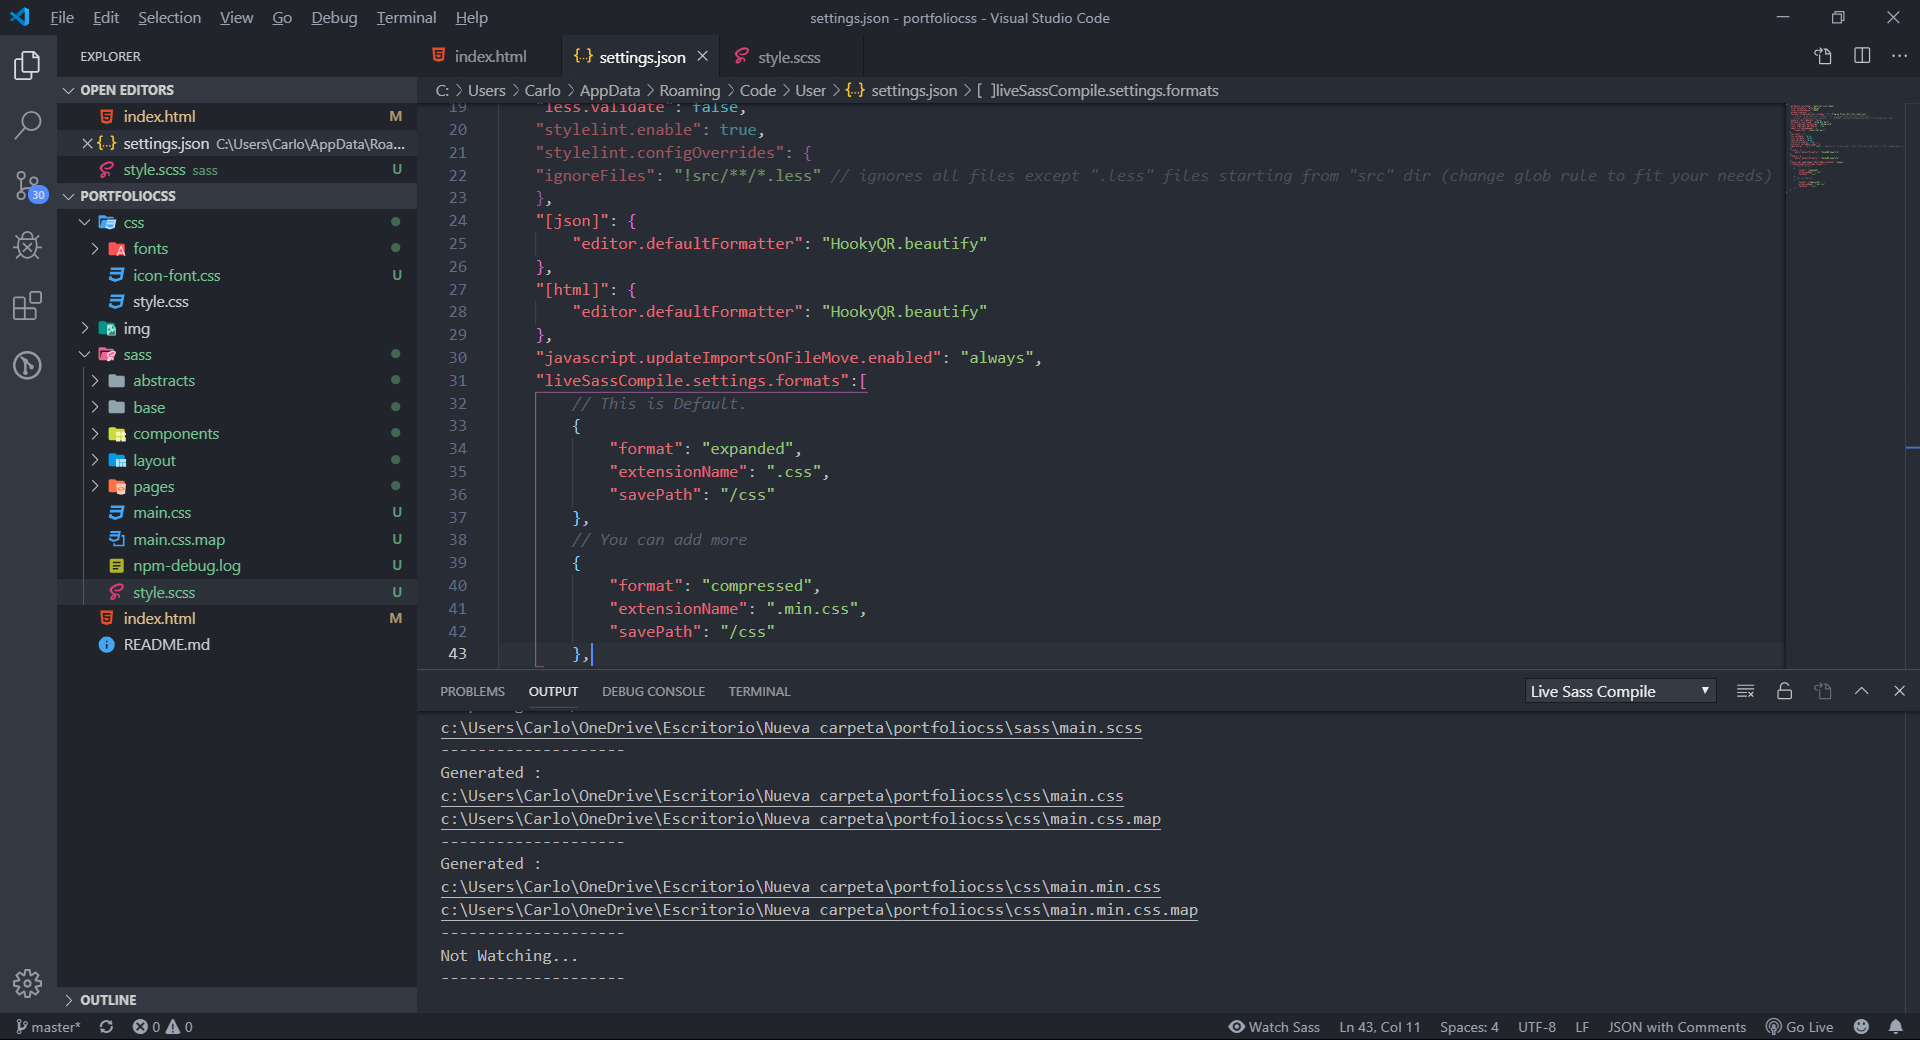 File Edit Selection View Go Debug Terminal Help
settings.json - portfoliocss - Visual Studio Code
EXPLORER
OPEN EDITORS
index.html M
settings.json C:\Users\Carlo\AppData\Roa...
style.scss sass U
PORTFOLIOCSS
css
fonts
icon-font.css U
style.css
img
sass
abstracts
base
components
layout
pages
main.css U
main.css.map U
npm-debug.log U
style.scss U
index.html M
README.md
OUTLINE
30
index.html settings.json style.scss
C: > Users > Carlo > AppData > Roaming > Code > User > {..} settings.json > [ ]liveSassCompile.settings.formats
19 "less.validate": false,
20 "stylelint.enable": true,
21 "stylelint.configOverrides": {
22 "ignoreFiles": "!src/**/*.less" // ignores all files except ".less" files starting from "src" dir (change glob rule to fit your needs)
23 },
24 "[json]": {
25 "editor.defaultFormatter": "HookyQR.beautify"
26 },
27 "[html]": {
28 "editor.defaultFormatter": "HookyQR.beautify"
29 },
30 "javascript.updateImportsOnFileMove.enabled": "always",
31 "liveSassCompile.settings.formats":[
32 // This is Default.
33 {
34 "format": "expanded",
35 "extensionName": ".css",
36 "savePath": "/css"
37 },
38 // You can add more
39 {
40 "format": "compressed",
41 "extensionName": ".min.css",
42 "savePath": "/css"
43 },
PROBLEMS OUTPUT DEBUG CONSOLE TERMINAL
Live Sass Compile
c:\Users\Carlo\OneDrive\Escritorio\Nueva carpeta\portfoliocss\sass\main.scss
--------------------
Generated :
c:\Users\Carlo\OneDrive\Escritorio\Nueva carpeta\portfoliocss\css\main.css
c:\Users\Carlo\OneDrive\Escritorio\Nueva carpeta\portfoliocss\css\main.css.map
--------------------
Generated :
c:\Users\Carlo\OneDrive\Escritorio\Nueva carpeta\portfoliocss\css\main.min.css
c:\Users\Carlo\OneDrive\Escritorio\Nueva carpeta\portfoliocss\css\main.min.css.map
--------------------
Not Watching...
--------------------
master* 0 0 Watch Sass Ln 43, Col 11 Spaces: 4 UTF-8 LF JSON with Comments Go Live